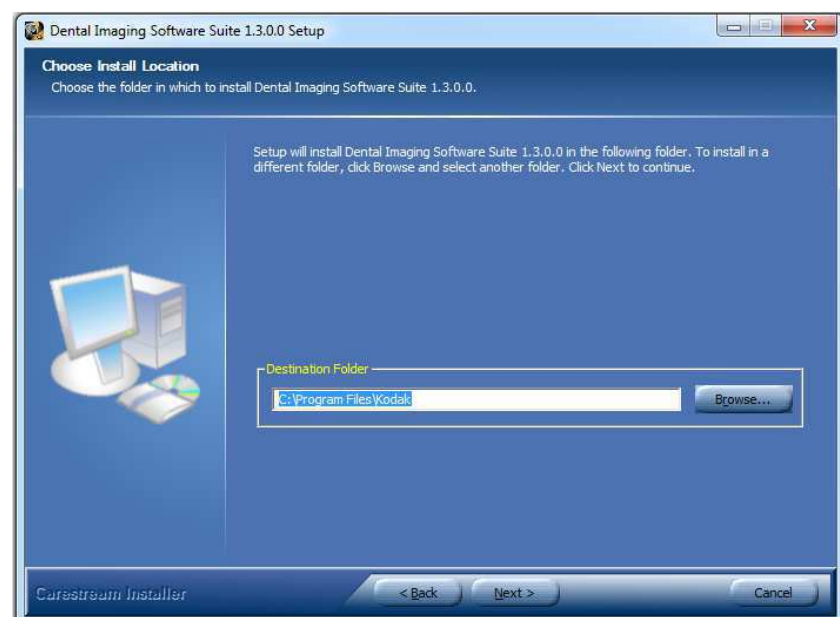 Dental Imaging Software Suite 1.3.0.0 Setup
Choose Install Location
Choose the folder in which to install Dental Imaging Software Suite 1.3.0.0.
Setup will install Dental Imaging Software Suite 1.3.0.0 in the following folder. To install in a
different folder, click Browse and select another folder. Click Next to continue.
Destination Folder
C:\Program Files\Kodak
Browse...
Carestream Installer
< Back
Next >
Cancel